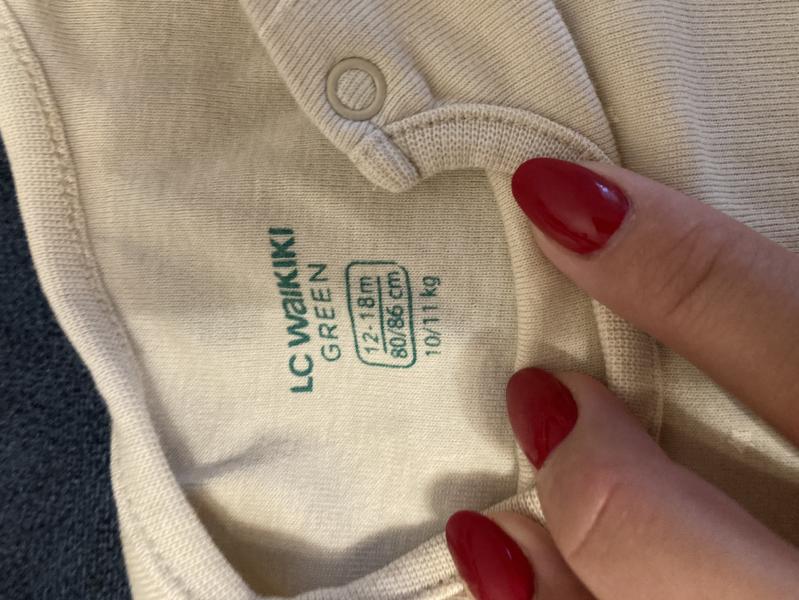 LC WAIKIKI
GREEN
12-18m
80/86 cm
10/11 kg